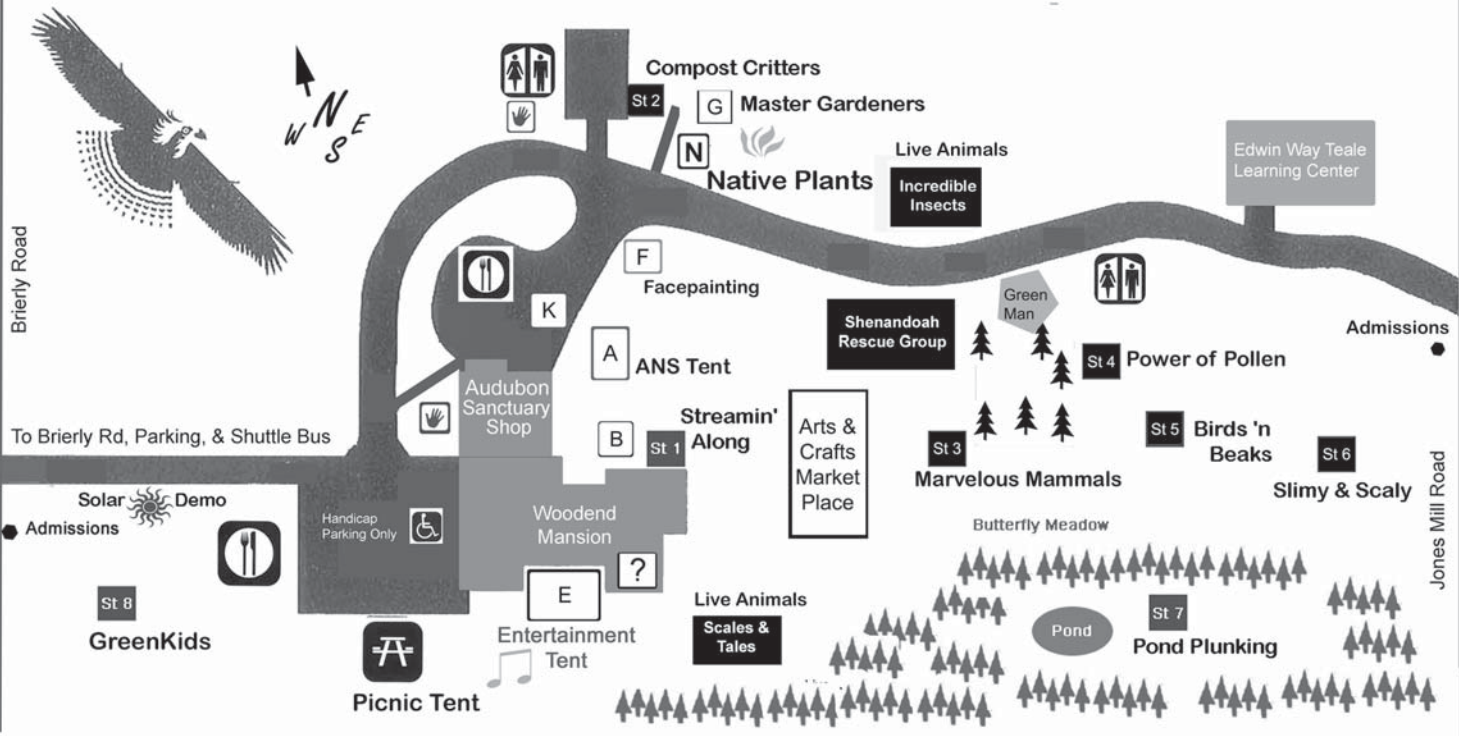 Compost Critters
St 2
G
Master Gardeners
N
W
E
S
N
Native Plants
Live Animals
Incredible
Insects
Edwin Way Teale
Learning Center
Brierly Road
F
Facepainting
K
Green
Man
Shenandoah
Rescue Group
Admissions
A
ANS Tent
St 4
Power of Pollen
Audubon
Sanctuary
Shop
Streamin'
Along
B
St 1
Arts &
Crafts
Market
Place
St 3
Marvelous Mammals
St 5
Birds 'n
Beaks
St 6
Slimy & Scaly
To Brierly Rd, Parking, & Shuttle Bus
Solar
Demo
Admissions
Handicap
Parking Only
Woodend
Mansion
?
E
Entertainment
Tent
Butterfly Meadow
Jones Mill Road
St 8
GreenKids
Live Animals
Scales &
Tales
Pond
St 7
Pond Plunking
Picnic Tent